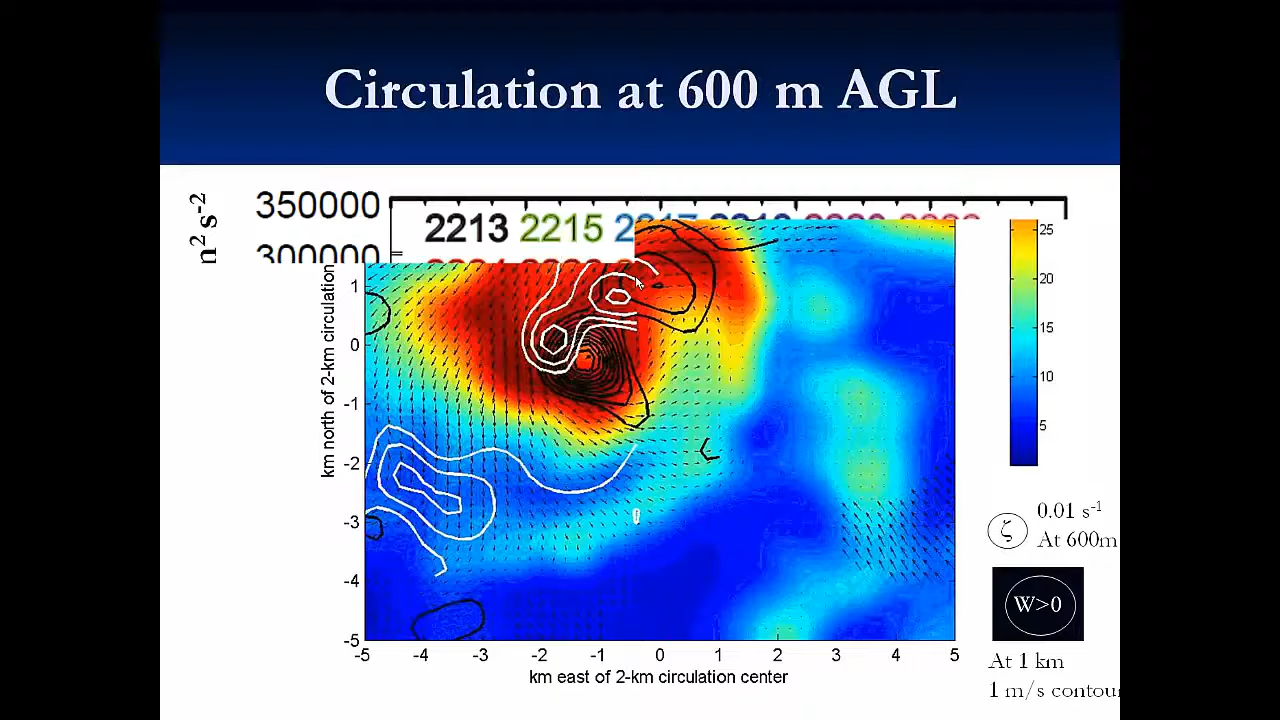 Circulation at 600 m AGL
350000
2213 2215
300000
km north of 2-km circulation
1
0
-1
-2
-3
-4
-5
-5 -4 -3 -2 -1 0 1 2 3 4 5
km east of 2-km circulation center
25
20
15
10
5
ζ
0.01 s-1
At 600m
W>0
At 1 km
1 m/s contour